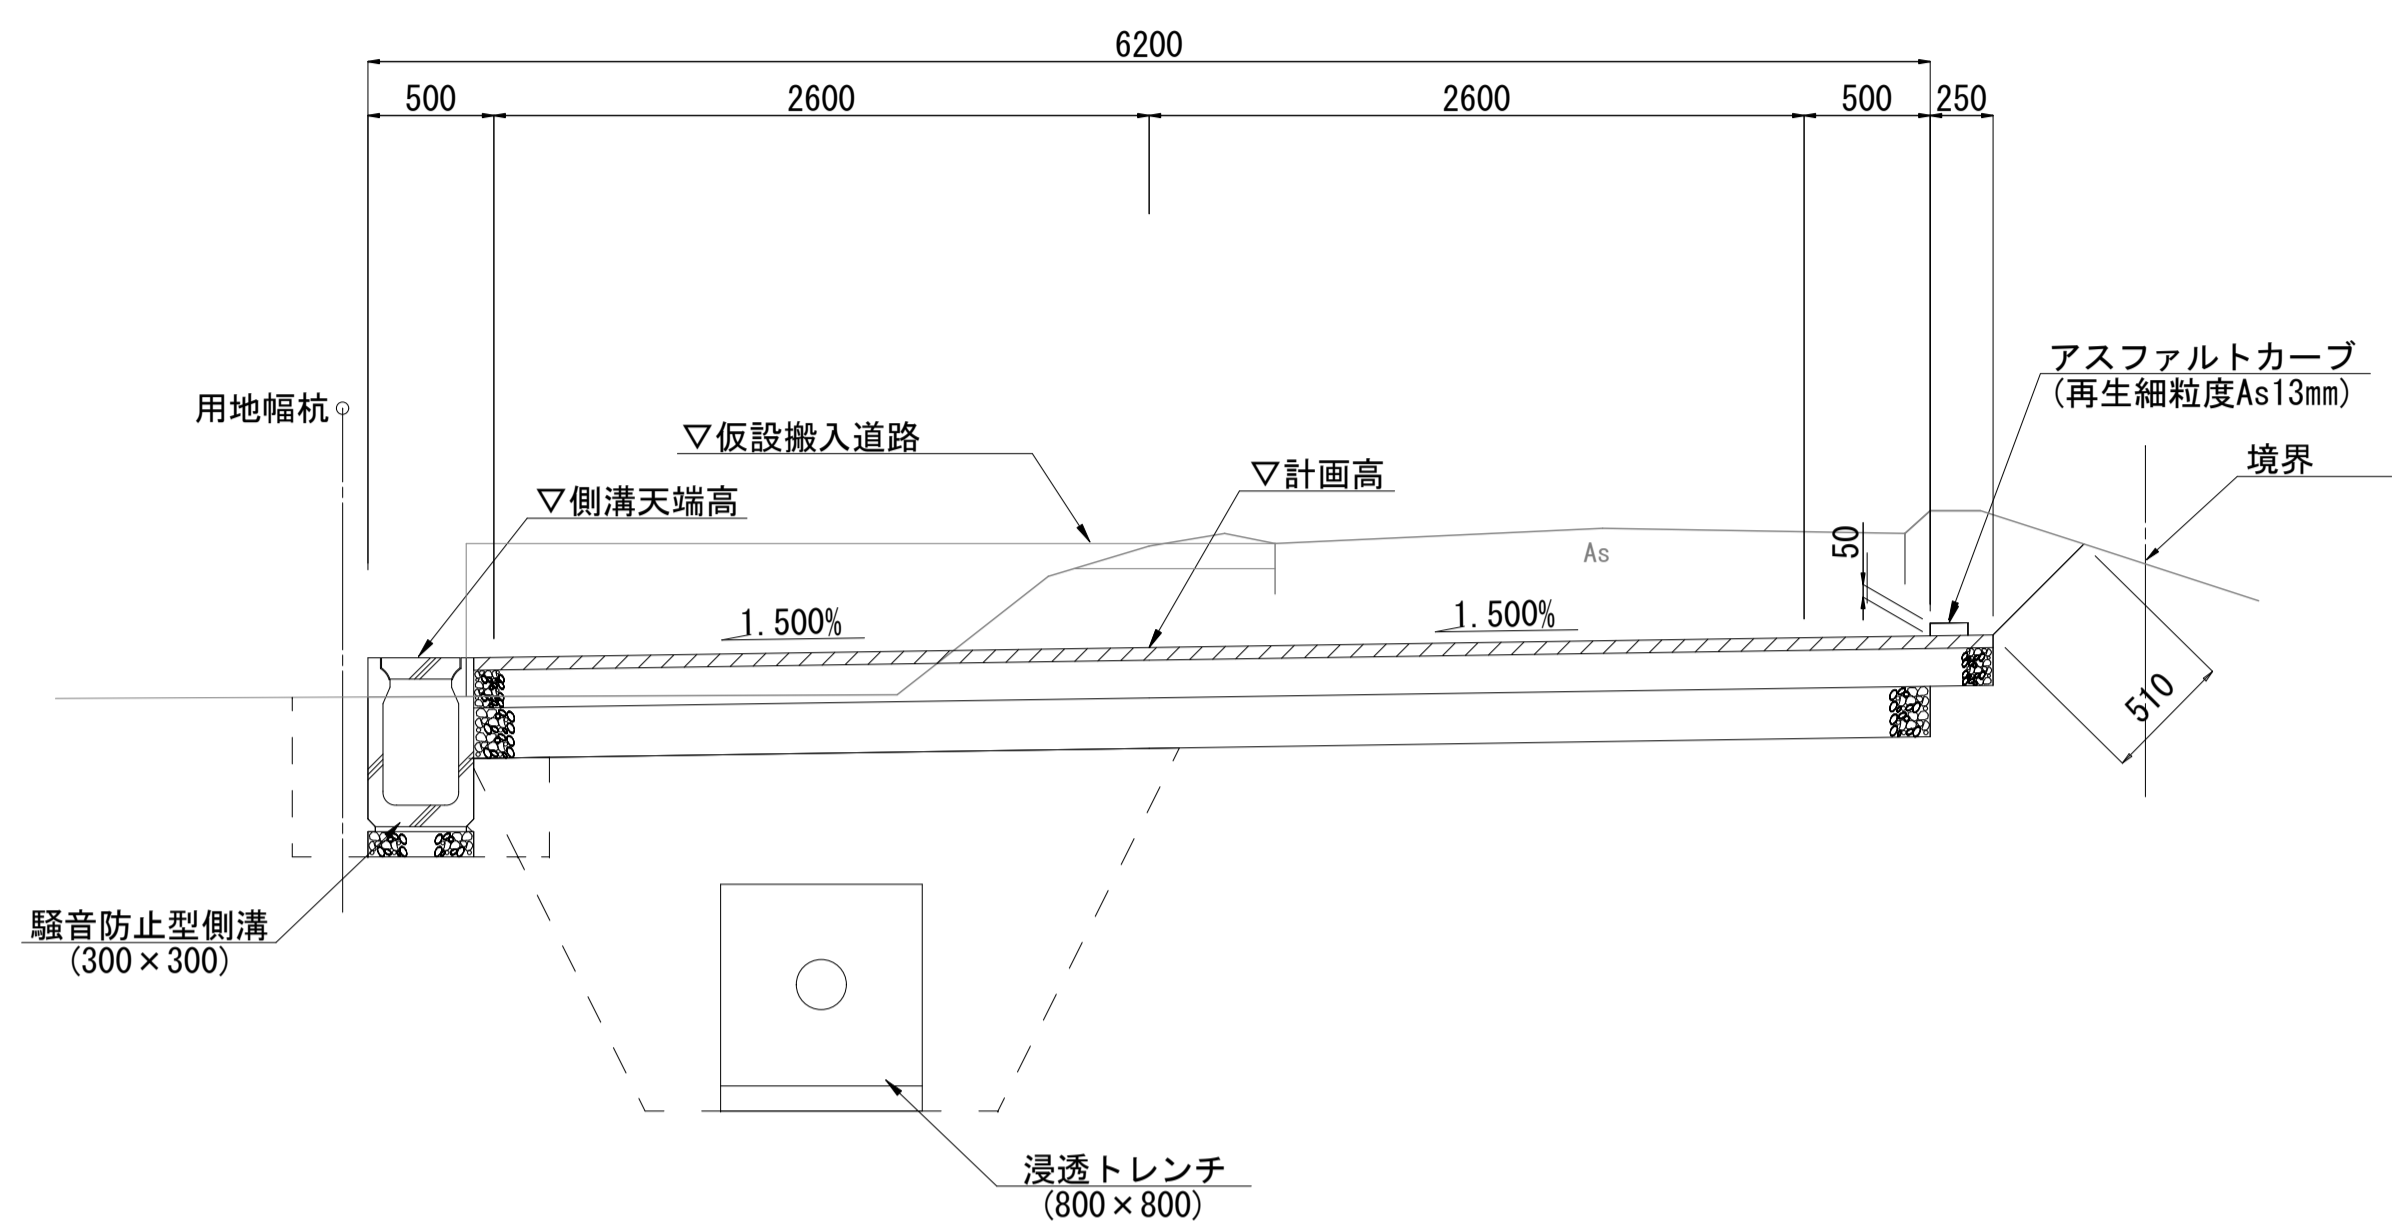 6200
500
2600
2600
500
250
アスファルトカーブ
(再生細粒度As13mm)
用地幅杭
▽仮設搬入道路
▽計画高
境界
▽側溝天端高
50
As
1.500%
1.500%
510
騒音防止型側溝
(300×300)
浸透トレンチ
(800×800)